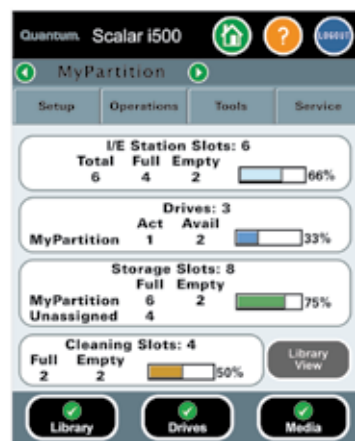 Quantum. Scalar i500 ? LOGOUT
MyPartition
Setup Operations Tools Service
I/E Station Slots: 6
Total Full Empty
6 4 2 66%
Drives: 3
Act Avail
MyPartition 1 2 33%
Storage Slots: 8
Full Empty
MyPartition 6 2 75%
Unassigned 4
Cleaning Slots: 4
Full Empty
2 2 50%
Library
View
Library Drives Media